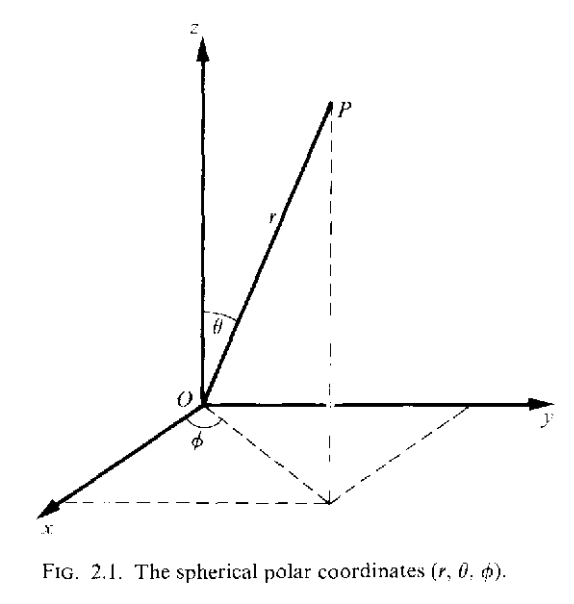 z
P
r
θ
O
y
ϕ
x
FIG. 2.1. The spherical polar coordinates (r, θ, ϕ).